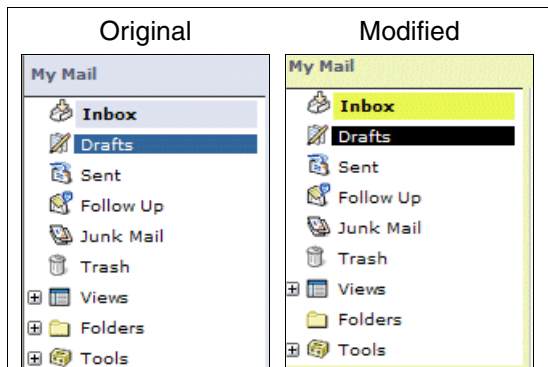 Original
My Mail
Inbox
Drafts
Sent
Follow Up
Junk Mail
Trash
Views
Folders
Tools
Modified
My Mail
Inbox
Drafts
Sent
Follow Up
Junk Mail
Trash
Views
Folders
Tools